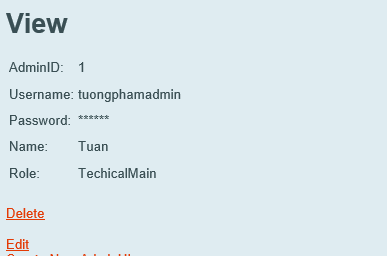 View
AdminID: 1
Username: tuongphamadmin
Password: ******
Name: Tuan
Role: TechicalMain
Delete
Edit